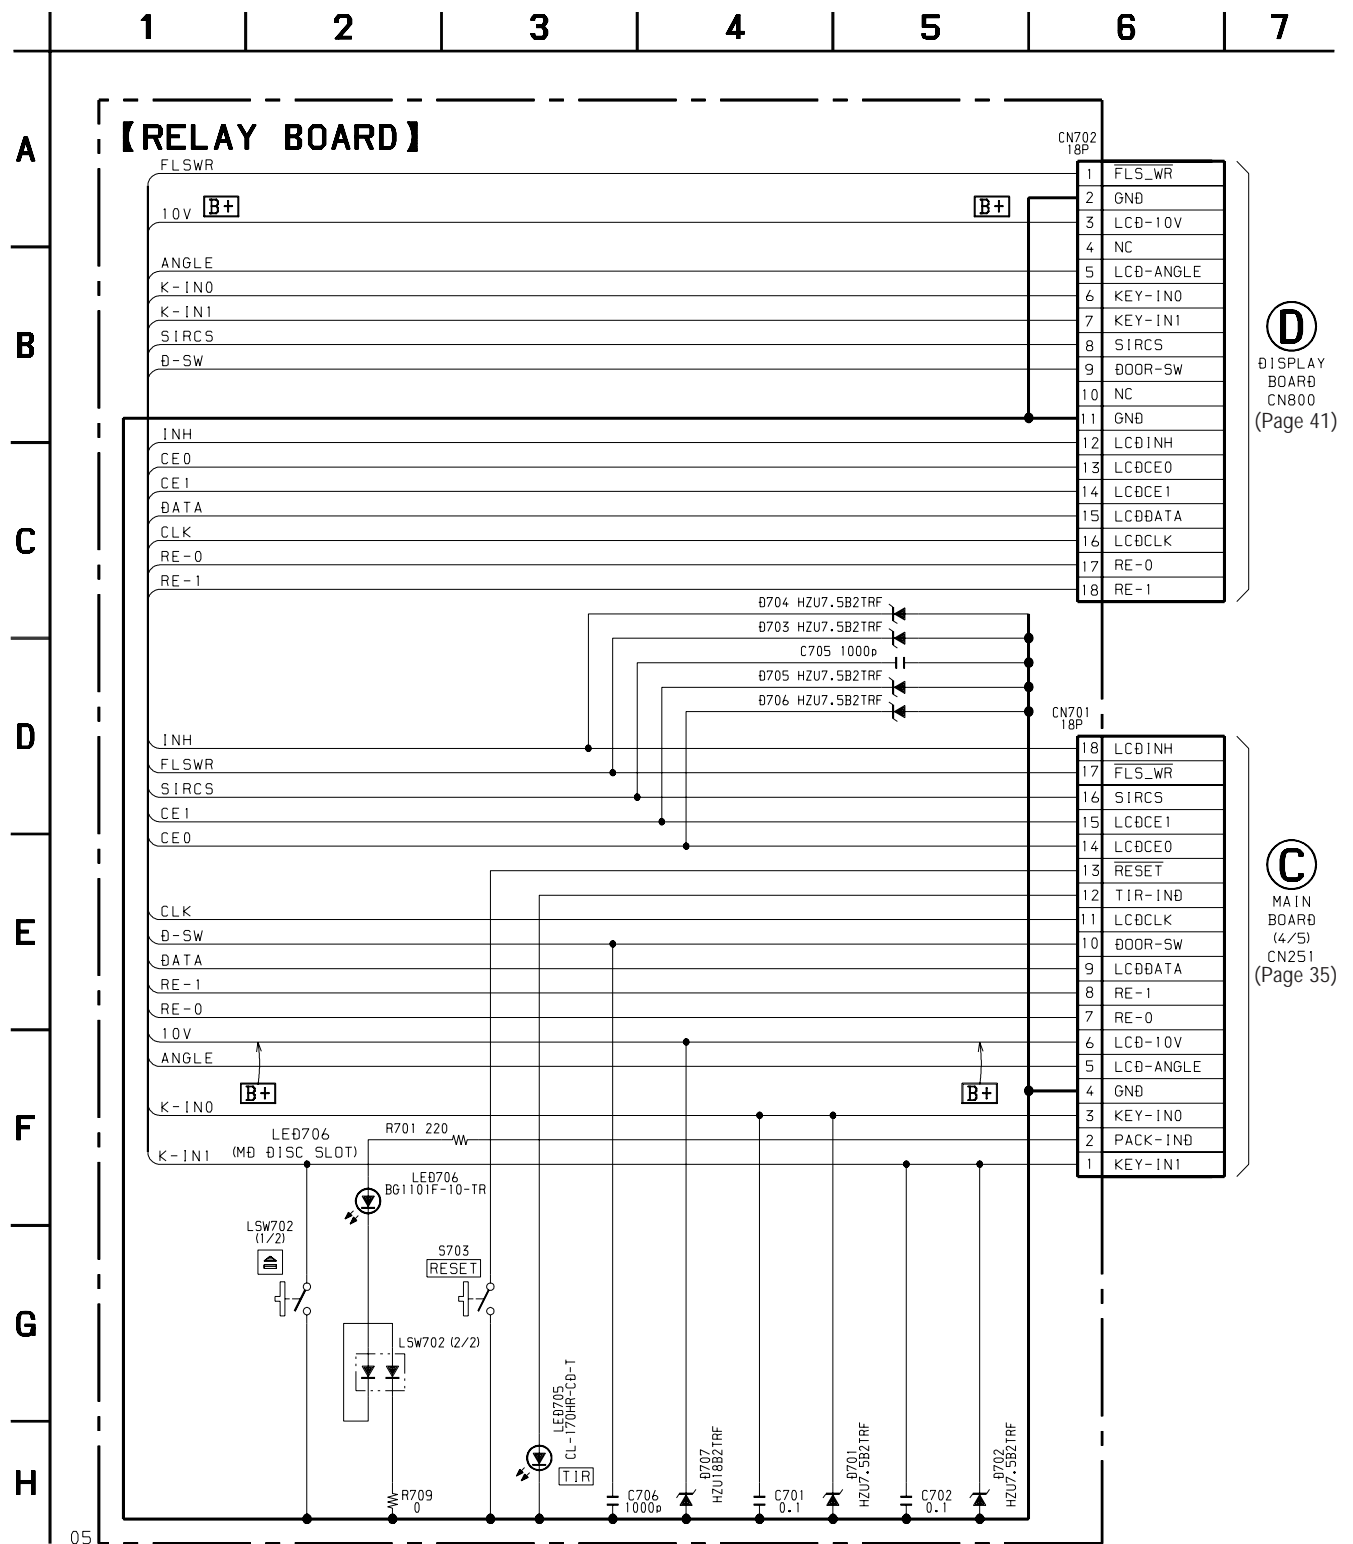 1 2 3 4 5 6 7
A
B
C
D
E
F
G
H
【RELAY BOARD】
CN702
18P
FLSWR
B+
B+
10V
ANGLE
K-IN0
K-IN1
SIRCS
D-SW
INH
CE0
CE1
DATA
CLK
RE-0
RE-1
1 FLS_WR
2 GND
3 LCD-10V
4 NC
5 LCD-ANGLE
6 KEY-IN0
7 KEY-IN1
8 SIRCS
9 DOOR-SW
10 NC
11 GND
12 LCDINH
13 LCDCE0
14 LCDCE1
15 LCDDATA
16 LCDCLK
17 RE-0
18 RE-1
D
DISPLAY
BOARD
CN800
(Page 41)
D704 HZU7.5B2TRF
D703 HZU7.5B2TRF
C705 1000p
D705 HZU7.5B2TRF
D706 HZU7.5B2TRF
CN701
18P
INH
FLSWR
SIRCS
CE1
CE0
CLK
D-SW
DATA
RE-1
RE-0
10V
ANGLE
B+
B+
K-IN0
K-IN1
18 LCDINH
17 FLS_WR
16 SIRCS
15 LCDCE1
14 LCDCE0
13 RESET
12 TIR-IND
11 LCDCLK
10 DOOR-SW
9 LCDDATA
8 RE-1
7 RE-0
6 LCD-10V
5 LCD-ANGLE
4 GND
3 KEY-IN0
2 PACK-IND
1 KEY-IN1
C
MAIN
BOARD
(4/5)
CN251
(Page 35)
R701 220
LED706
(MD DISC SLOT)
LED706
BG1101F-10-TR
LSW702
(1/2)
S703
RESET
LSW702 (2/2)
LED705
CL-170HR-CD-T
TIR
R709
0
C706
1000p
D707
HZU18B2TRF
C701
0.1
D701
HZU7.5B2TRF
C702
0.1
D702
HZU7.5B2TRF
05